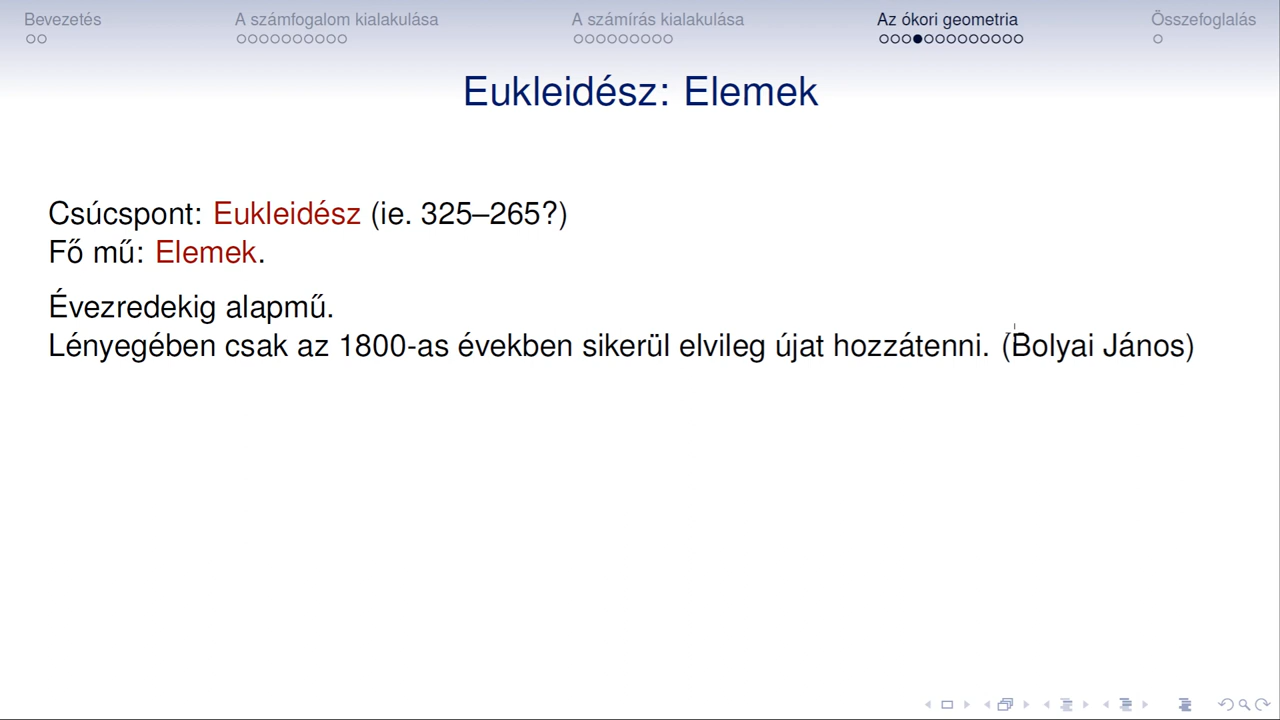 Bevezetés
A számfogalom kialakulása
A számírás kialakulása
Az ókori geometria
Összefoglalás
Eukleidész: Elemek
Csúcspont: Eukleidész (ie. 325–265?)
Fő mű: Elemek.
Évezredekig alapmű.
Lényegében csak az 1800-as években sikerül elvileg újat hozzátenni. (Bolyai János)